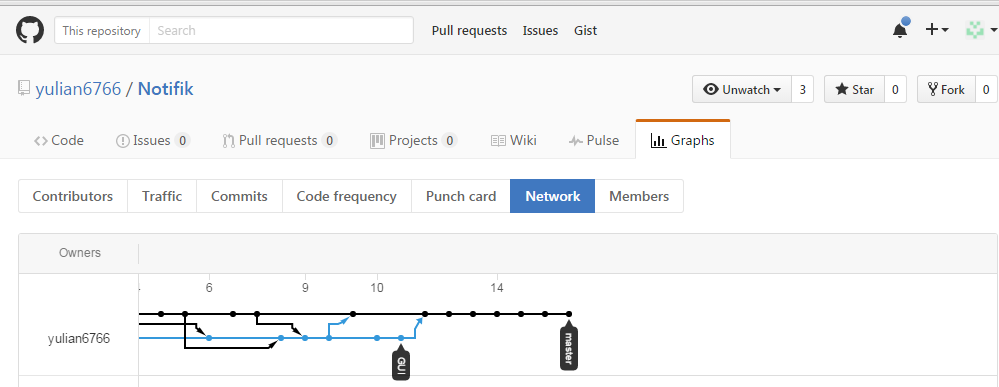 This repository Search Pull requests Issues Gist
yulian6766 / Notifik Unwatch 3 Star 0 Fork 0
Code Issues 0 Pull requests 0 Projects 0 Wiki Pulse Graphs
Contributors Traffic Commits Code frequency Punch card Network Members
Owners
6 9 10 14
yulian6766
GUI
master